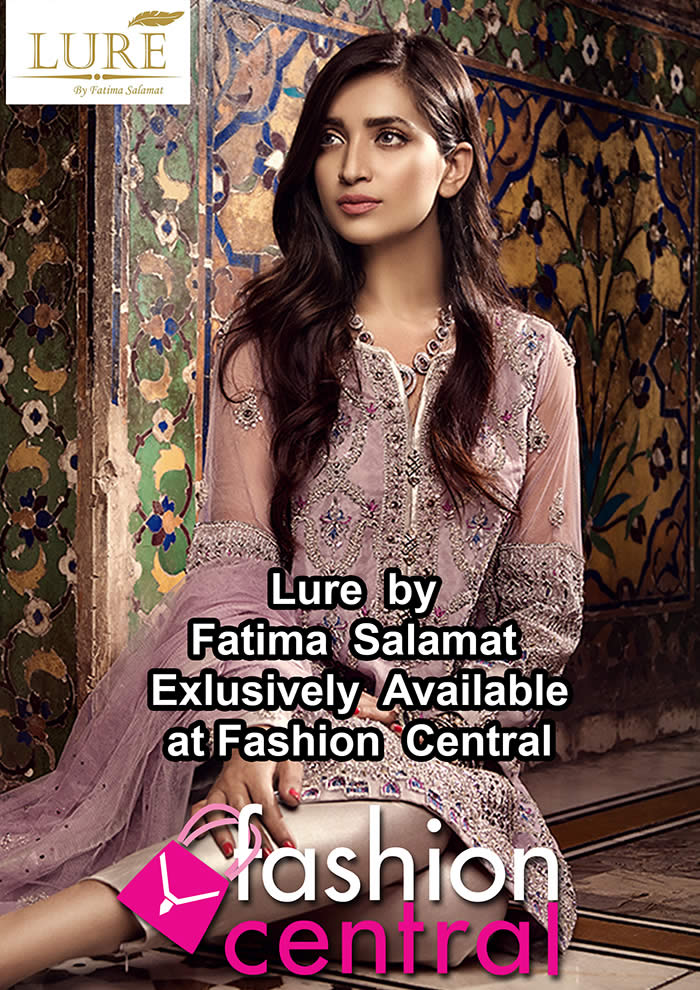 LURE
By Fatima Salamat
Lure by
Fatima Salamat
Exlusively Available
at Fashion Central
fashion
central